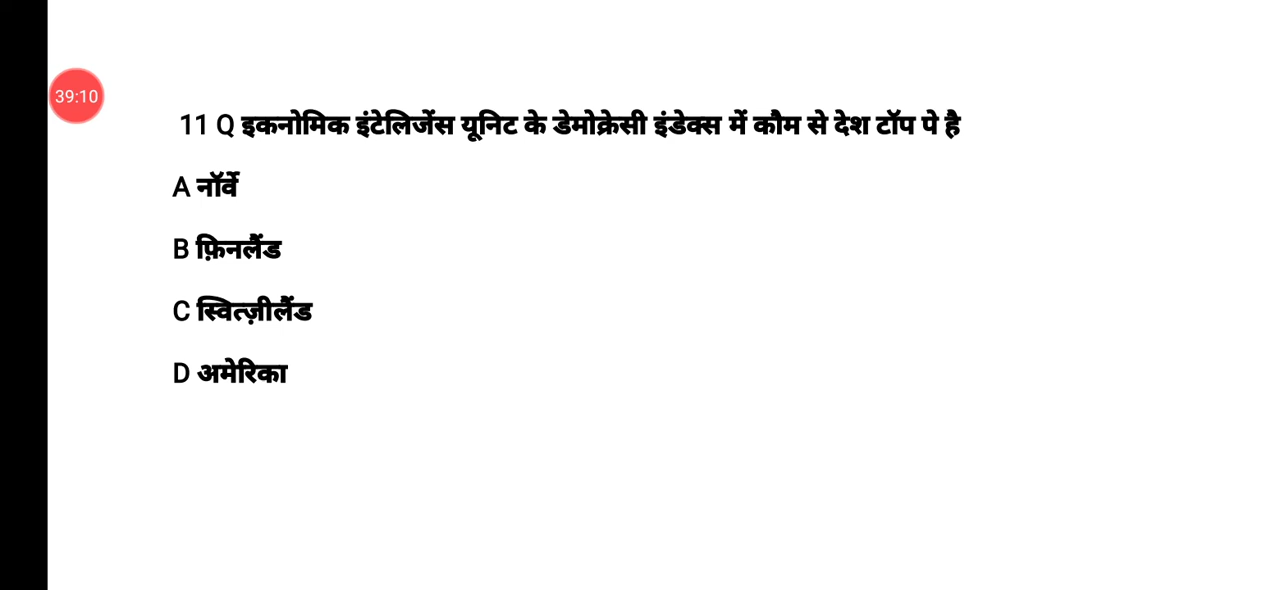 39:10
11 Q इकनोमिक इंटेलिजेंस यूनिट के डेमोक्रेसी इंडेक्स में कौम से देश टॉप पे है
A नॉर्वे
B फ़िनलैंड
C स्वित्ज़ीलैंड
D अमेरिका